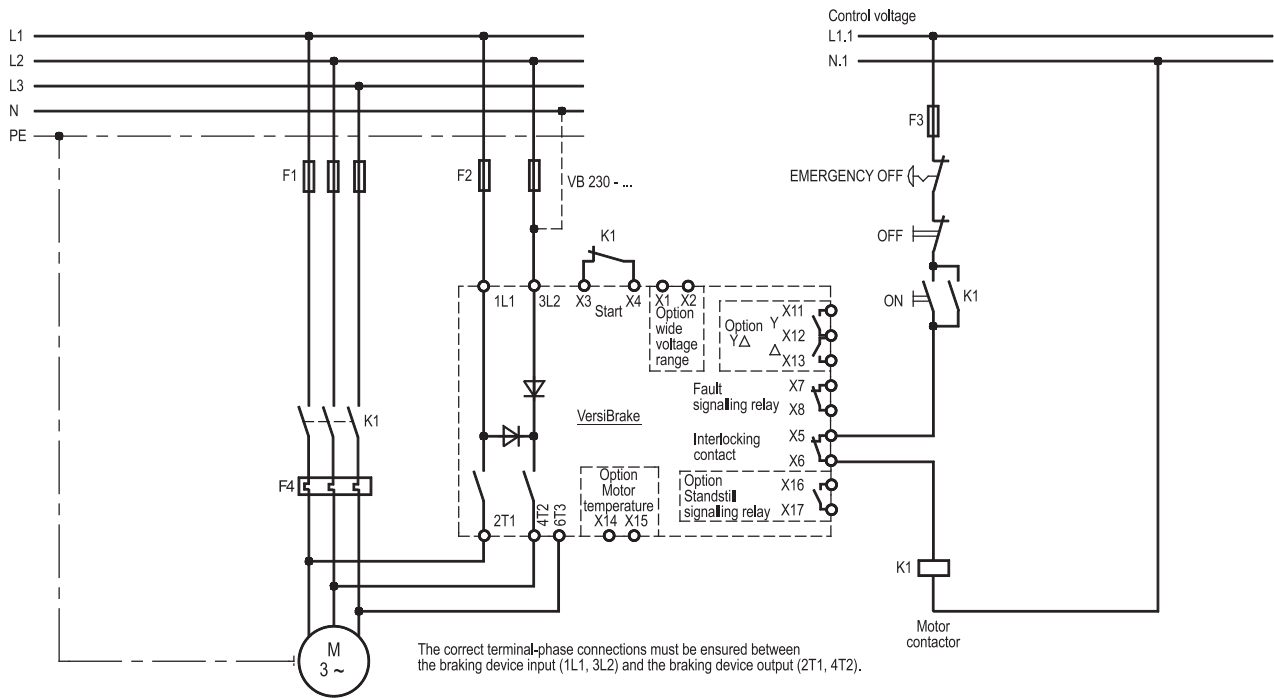 Control voltage
L1
L1.1
L2
N.1
L3
N
PE
F3
F1
F2
VB 230 - ...
EMERGENCY OFF
K1
OFF
1L1
3L2
X3
X4
Start
X1 X2
Option
wide
voltage
range
Option
Y△
Y
△
X11
X12
X13
ON
K1
Fault
signalling relay
X7
X8
VersiBrake
K1
Interlocking
contact
X5
X6
F4
Option
Motor
temperature
X14 X15
Option
Standstill
signalling relay
X16
X17
2T1
4T2
6T3
K1
Motor
contactor
M
3 ~
The correct terminal-phase connections must be ensured between
the braking device input (1L1, 3L2) and the braking device output (2T1, 4T2).